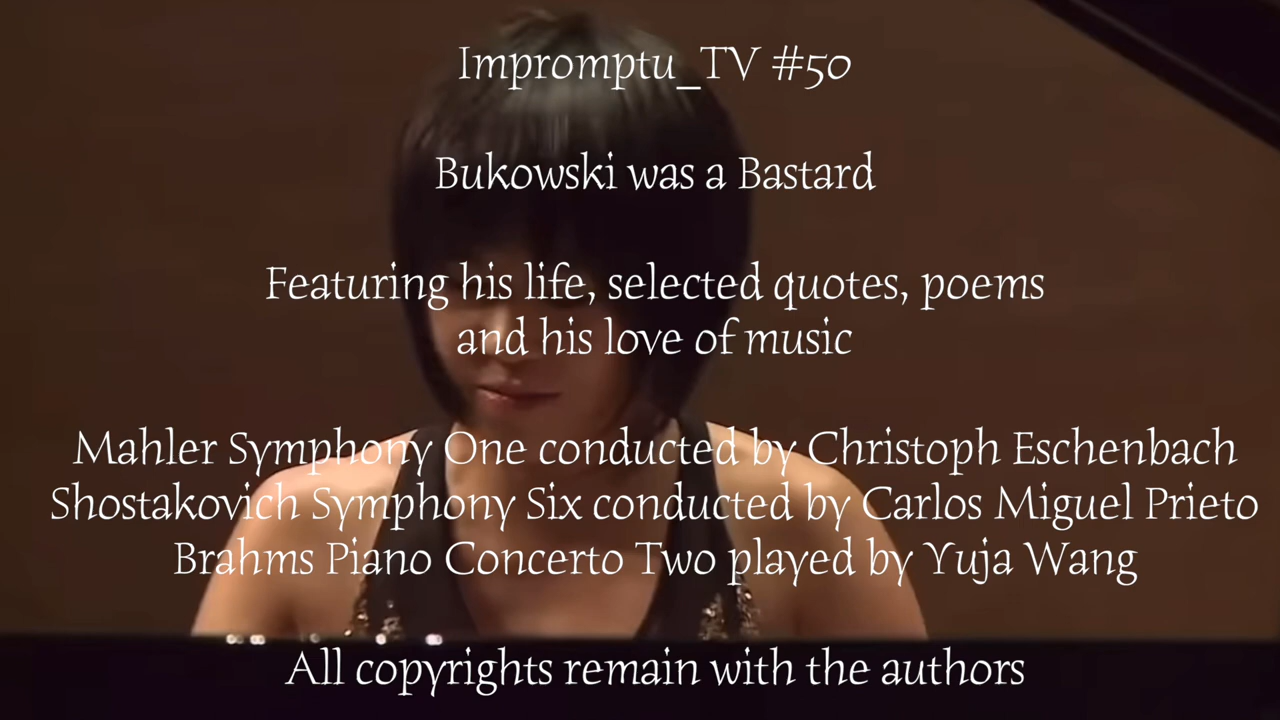 Impromptu_TV #50
Bukowski was a Bastard
Featuring his life, selected quotes, poems
and his love of music
Mahler Symphony One conducted by Christoph Eschenbach
Shostakovich Symphony Six conducted by Carlos Miguel Prieto
Brahms Piano Concerto Two played by Yuja Wang
All copyrights remain with the authors